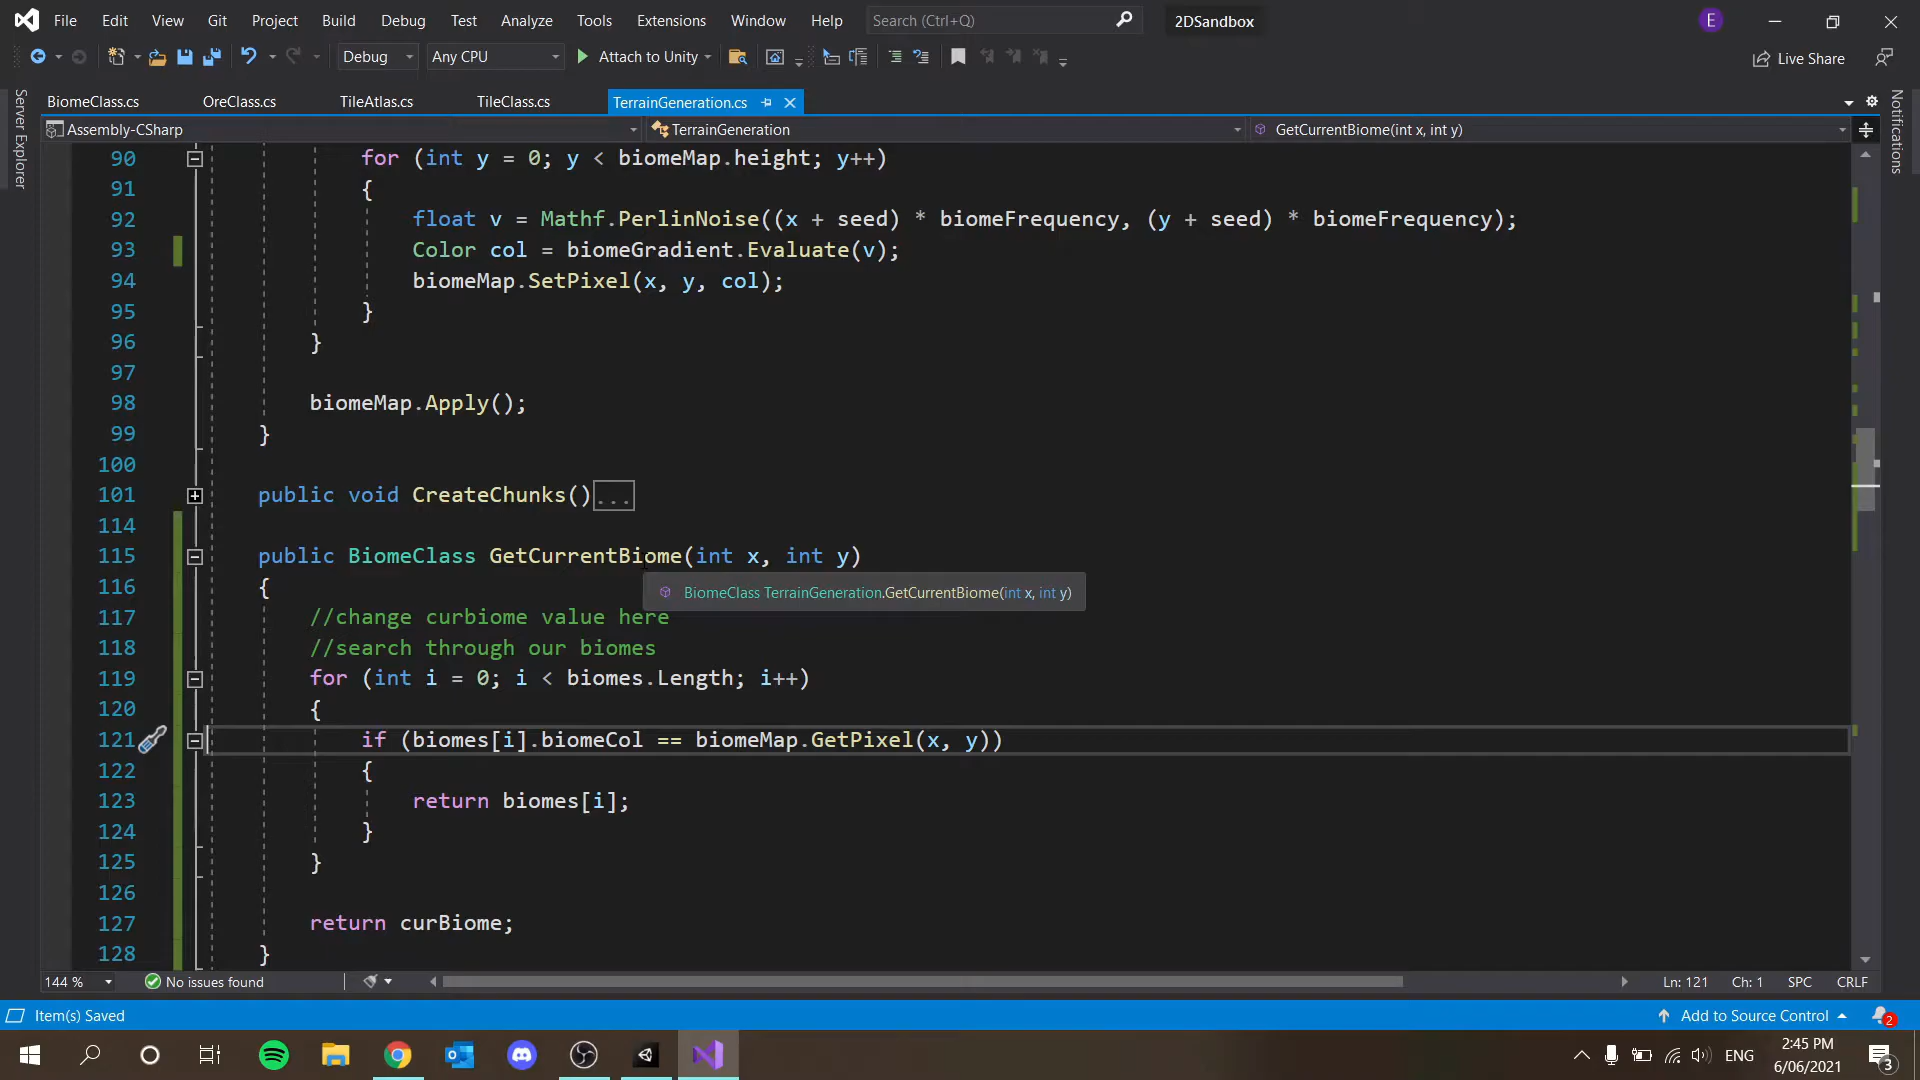 File Edit View Git Project Build Debug Test Analyze Tools Extensions Window Help Search (Ctrl+Q) 2DSandbox E
Debug Any CPU Attach to Unity Live Share
BiomeClass.cs OreClass.cs TileAtlas.cs TileClass.cs TerrainGeneration.cs
Server Explorer
Notifications
Assembly-CSharp TerrainGeneration GetCurrentBiome(int x, int y)
90 for (int y = 0; y < biomeMap.height; y++)
91 {
92 float v = Mathf.PerlinNoise((x + seed) * biomeFrequency, (y + seed) * biomeFrequency);
93 Color col = biomeGradient.Evaluate(v);
94 biomeMap.SetPixel(x, y, col);
95 }
96 }
97
98 biomeMap.Apply();
99 }
100
101 public void CreateChunks()...
114
115 public BiomeClass GetCurrentBiome(int x, int y)
116 {
BiomeClass TerrainGeneration.GetCurrentBiome(int x, int y)
117 //change curbiome value here
118 //search through our biomes
119 for (int i = 0; i < biomes.Length; i++)
120 {
121 if (biomes[i].biomeCol == biomeMap.GetPixel(x, y))
122 {
123 return biomes[i];
124 }
125 }
126
127 return curBiome;
128 }
144 % No issues found Ln: 121 Ch: 1 SPC CRLF
Item(s) Saved Add to Source Control 2
ENG 2:45 PM 6/06/2021 3